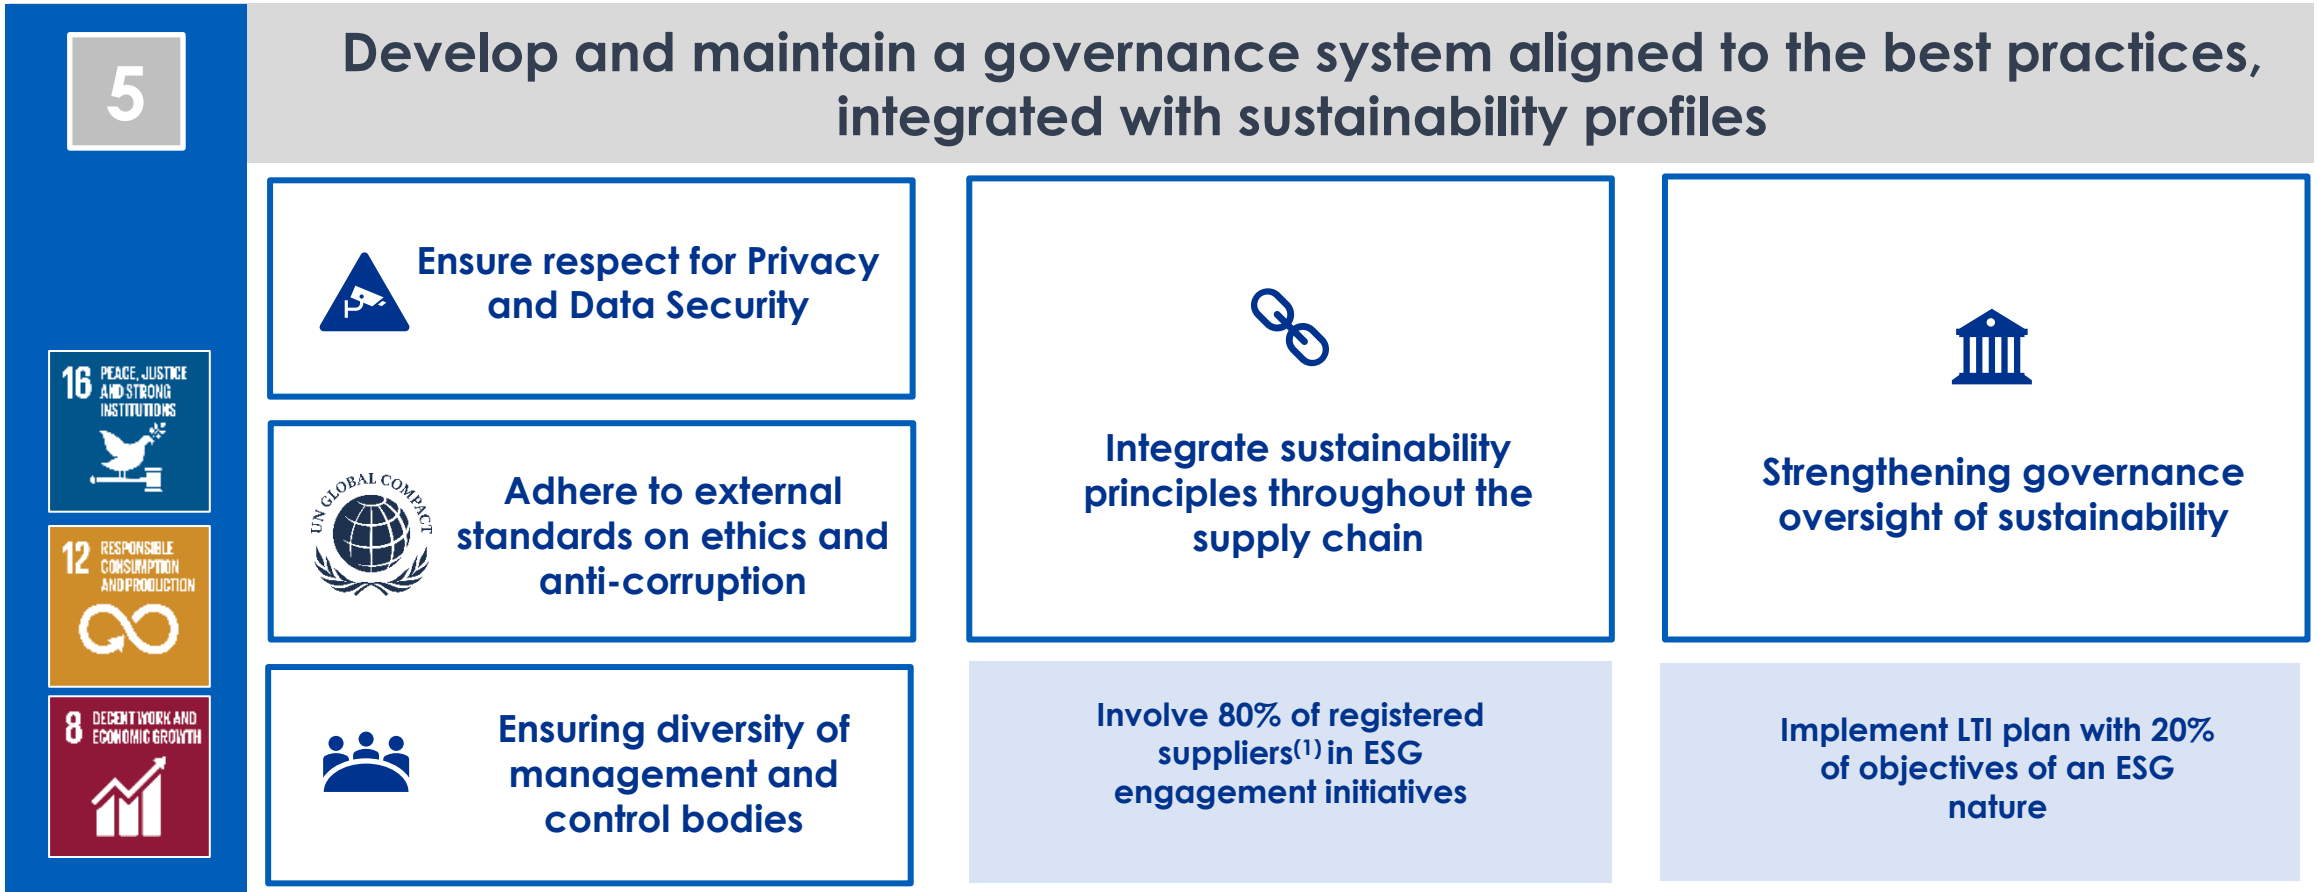 5
Develop and maintain a governance system aligned to the best practices,
integrated with sustainability profiles
16 PEACE, JUSTICE
AND STRONG
INSTITUTIONS
12 RESPONSIBLE
CONSUMPTION
AND PRODUCTION
8 DECENT WORK AND
ECONOMIC GROWTH
Ensure respect for Privacy
and Data Security
UN GLOBAL COMPACT
Adhere to external
standards on ethics and
anti-corruption
Ensuring diversity of
management and
control bodies
Integrate sustainability
principles throughout the
supply chain
Involve 80% of registered
suppliers(1) in ESG
engagement initiatives
Strengthening governance
oversight of sustainability
Implement LTI plan with 20%
of objectives of an ESG
nature